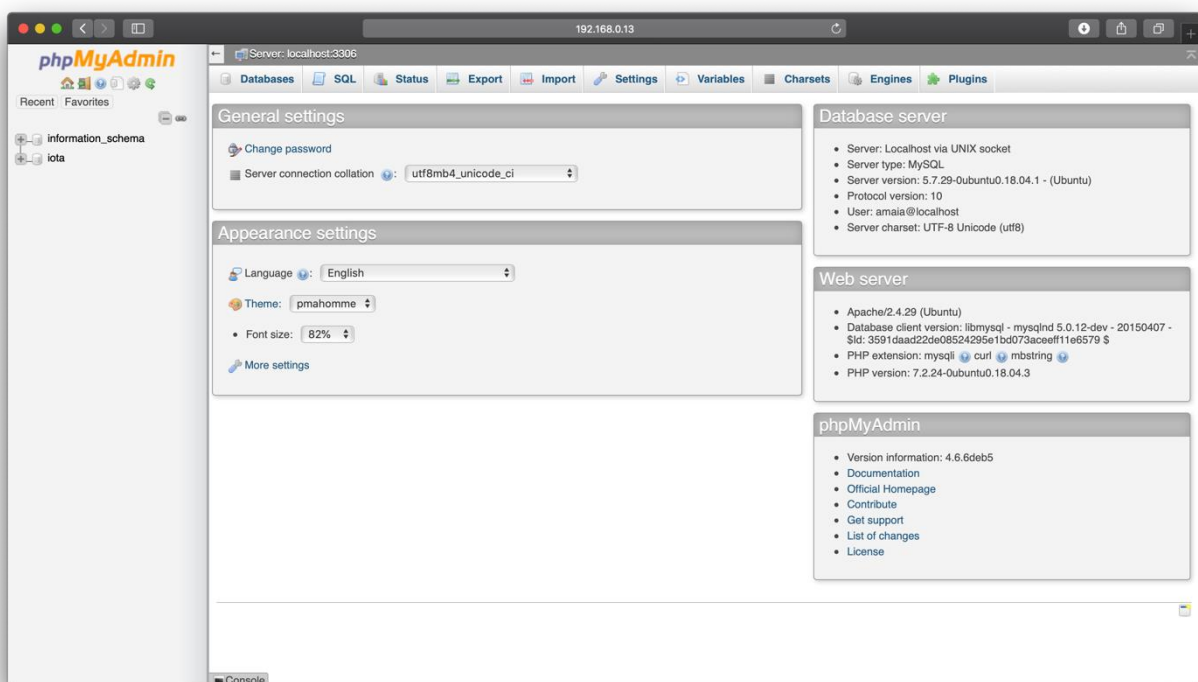 192.168.0.13
phpMyAdmin
Recent Favorites
information_schema
iota
Server: localhost:3306
Databases SQL Status Export Import Settings Variables Charsets Engines Plugins
General settings
Change password
Server connection collation : utf8mb4_unicode_ci
Appearance settings
Language : English
Theme: pmahomme
• Font size: 82%
More settings
Database server
• Server: Localhost via UNIX socket
• Server type: MySQL
• Server version: 5.7.29-0ubuntu0.18.04.1 - (Ubuntu)
• Protocol version: 10
• User: amaia@localhost
• Server charset: UTF-8 Unicode (utf8)
Web server
• Apache/2.4.29 (Ubuntu)
• Database client version: libmysql - mysqlnd 5.0.12-dev - 20150407 -
$Id: 3591daad22de08524295e1bd073aceeff11e6579 $
• PHP extension: mysqli curl mbstring
• PHP version: 7.2.24-0ubuntu0.18.04.3
phpMyAdmin
• Version information: 4.6.6deb5
• Documentation
• Official Homepage
• Contribute
• Get support
• List of changes
• License
Console